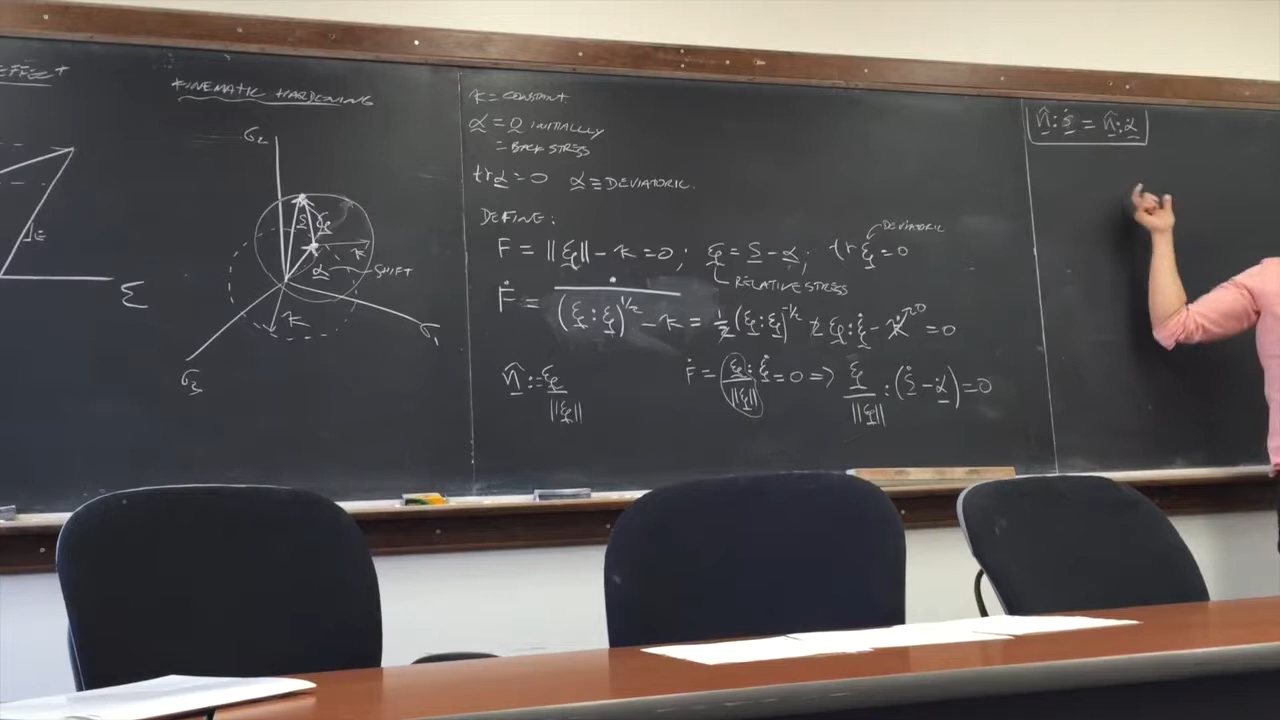 EFFECT
E
Σ
KINEMATIC HARDENING
σ₂
S
ξ
κ
α
SHIFT
κ
σ₁
σ₃
κ = CONSTANT.
α = 0 INITIALLY
= BACK STRESS
tr α = 0 α ≡ DEVIATORIC.
DEFINE:
DEVIATORIC
F = ||ξ|| - κ = 0; ξ = S - α; tr ξ = 0
RELATIVE STRESS
Ḟ = (ξ:ξ)^1/2 - κ = 1/2 (ξ:ξ)^-1/2 2 ξ:ξ̇ - κ̇ ↗0 = 0
n̂ := ξ/||ξ||
Ḟ = ξ/||ξ|| : ξ̇ = 0 ⇒ ξ/||ξ|| : (Ṡ - α̇) = 0
n̂ : Ṡ = n̂ : α̇